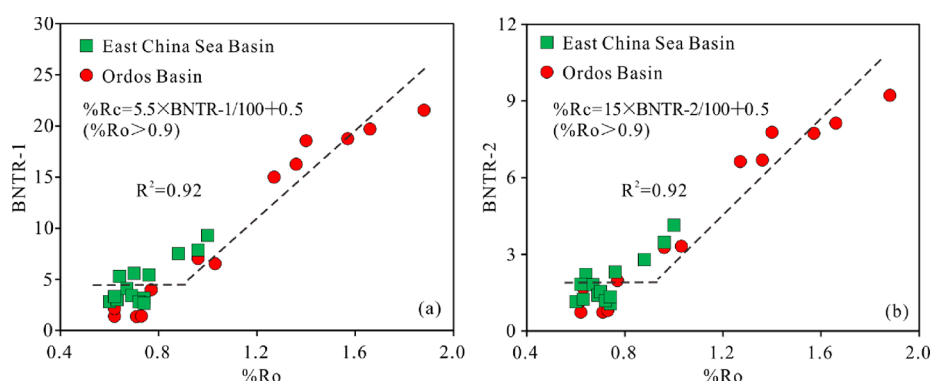 30
25
20
15
10
5
0
BNTR-1
East China Sea Basin
Ordos Basin
%Rc=5.5×BNTR-1/100+0.5
(%Ro>0.9)
R²=0.92
(a)
0.4 0.8 1.2 1.6 2.0
%Ro
12
9
6
3
0
BNTR-2
East China Sea Basin
Ordos Basin
%Rc=15×BNTR-2/100+0.5
(%Ro>0.9)
R²=0.92
(b)
0.4 0.8 1.2 1.6 2.0
%Ro